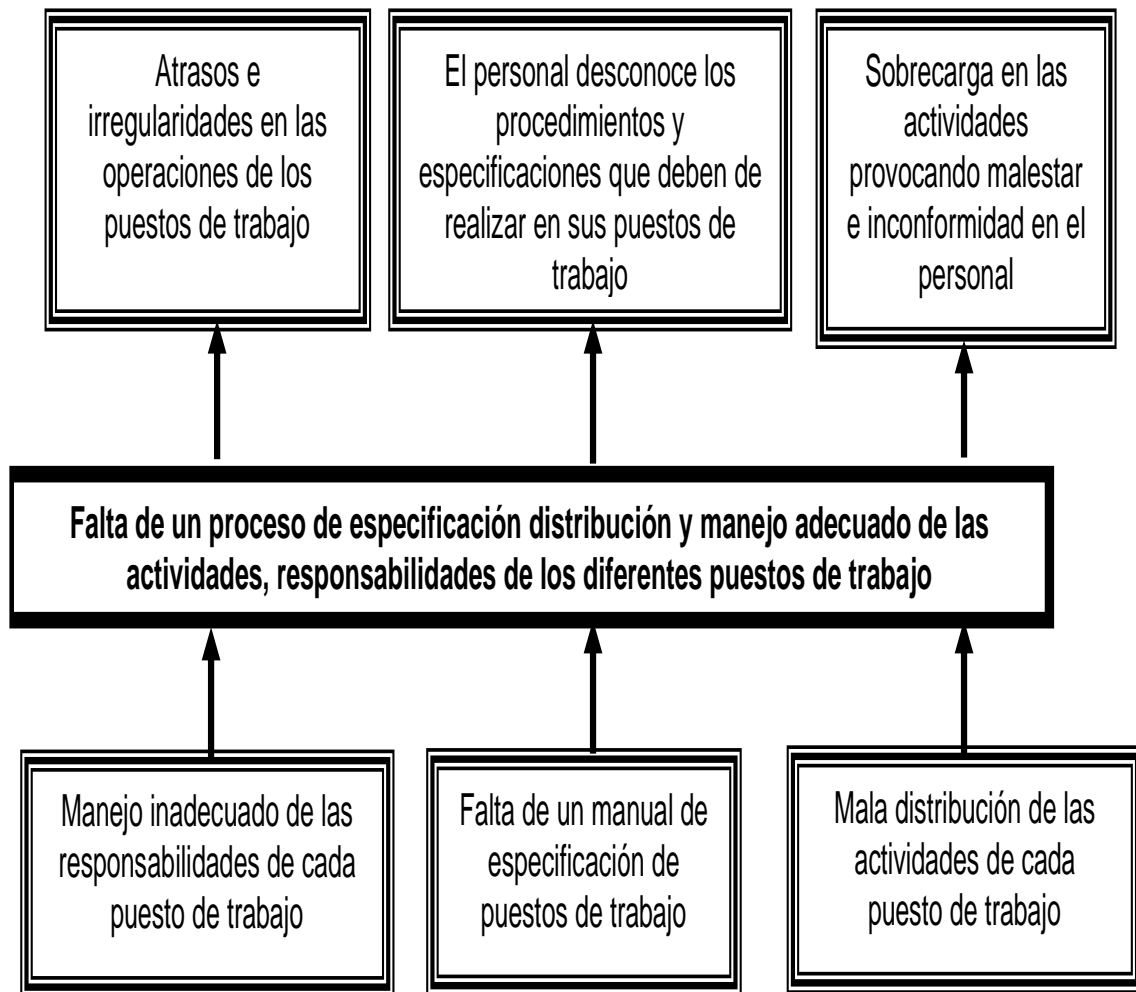 Atrasos e
irregularidades en las
operaciones de los
puestos de trabajo
El personal desconoce los
procedimientos y
especificaciones que deben de
realizar en sus puestos de
trabajo
Sobrecarga en las
actividades
provocando malestar
e inconformidad en el
personal
Falta de un proceso de especificación distribución y manejo adecuado de las
actividades, responsabilidades de los diferentes puestos de trabajo
Manejo inadecuado de las
responsabilidades de cada
puesto de trabajo
Falta de un manual de
especificación de
puestos de trabajo
Mala distribución de las
actividades de cada
puesto de trabajo